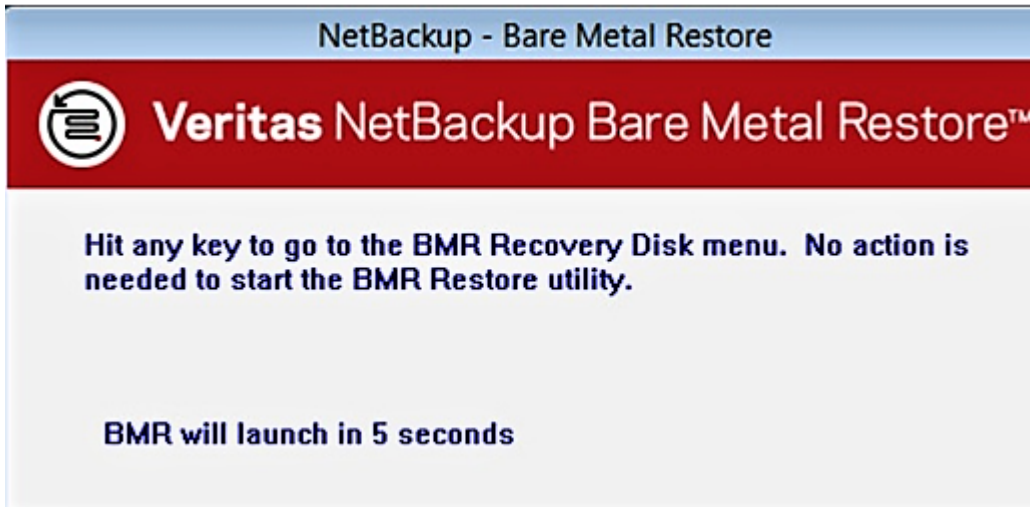 NetBackup - Bare Metal Restore
Veritas NetBackup Bare Metal Restore™
Hit any key to go to the BMR Recovery Disk menu.  No action is
needed to start the BMR Restore utility.
BMR will launch in 5 seconds